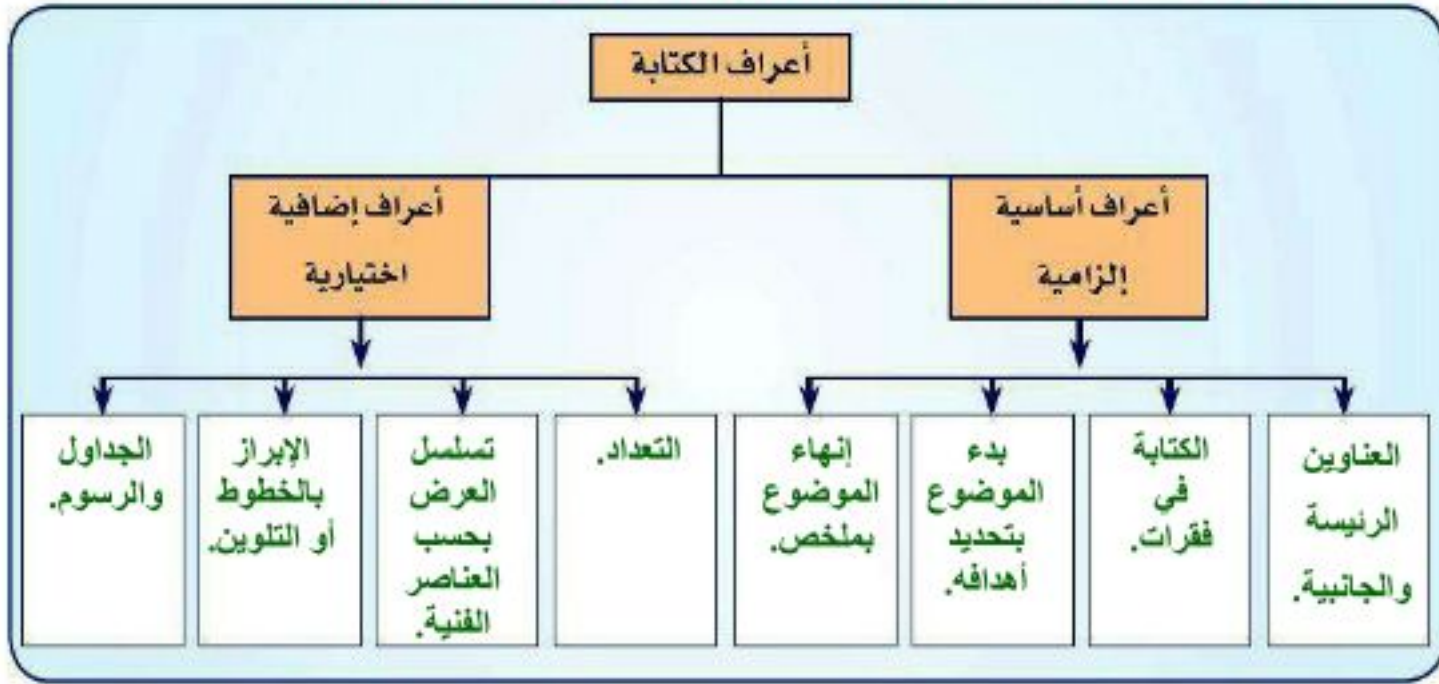 أعراف الكتابة
أعراف أساسية
إلزامية
أعراف إضافية
اختيارية
العناوين
الرئيسة
والجانبية.
الكتابة
في
فقرات.
بدء
الموضوع
بتحديد
أهدافه.
إنهاء
الموضوع
بملخص.
التعداد.
تسلسل
العرض
بحسب
العناصر
الفنية.
الإبراز
بالخطوط
أو التلوين.
الجداول
والرسوم.